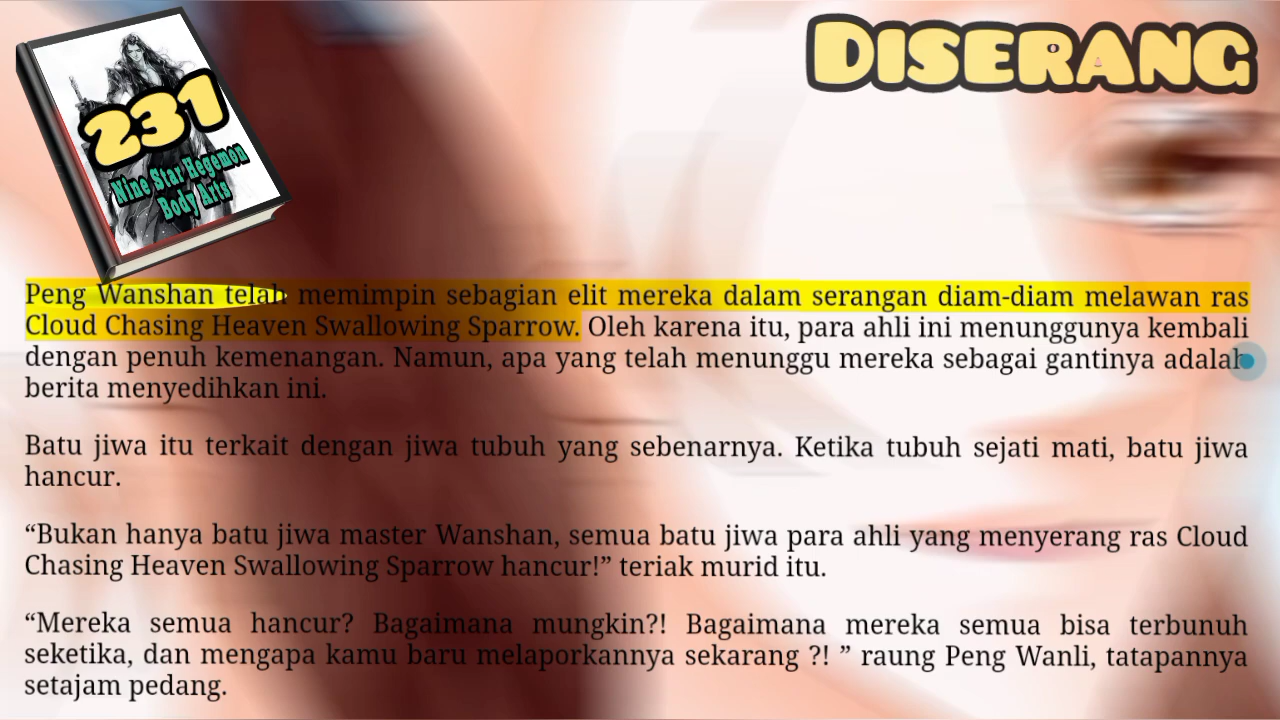 DISERANG
231
Nine Star Hegemon
Body Arts
Peng Wanshan telah memimpin sebagian elit mereka dalam serangan diam-diam melawan ras
Cloud Chasing Heaven Swallowing Sparrow. Oleh karena itu, para ahli ini menunggunya kembali
dengan penuh kemenangan. Namun, apa yang telah menunggu mereka sebagai gantinya adalah
berita menyedihkan ini.
Batu jiwa itu terkait dengan jiwa tubuh yang sebenarnya. Ketika tubuh sejati mati, batu jiwa
hancur.
“Bukan hanya batu jiwa master Wanshan, semua batu jiwa para ahli yang menyerang ras Cloud
Chasing Heaven Swallowing Sparrow hancur!” teriak murid itu.
“Mereka semua hancur? Bagaimana mungkin?! Bagaimana mereka semua bisa terbunuh
seketika, dan mengapa kamu baru melaporkannya sekarang ?! ” raung Peng Wanli, tatapannya
setajam pedang.